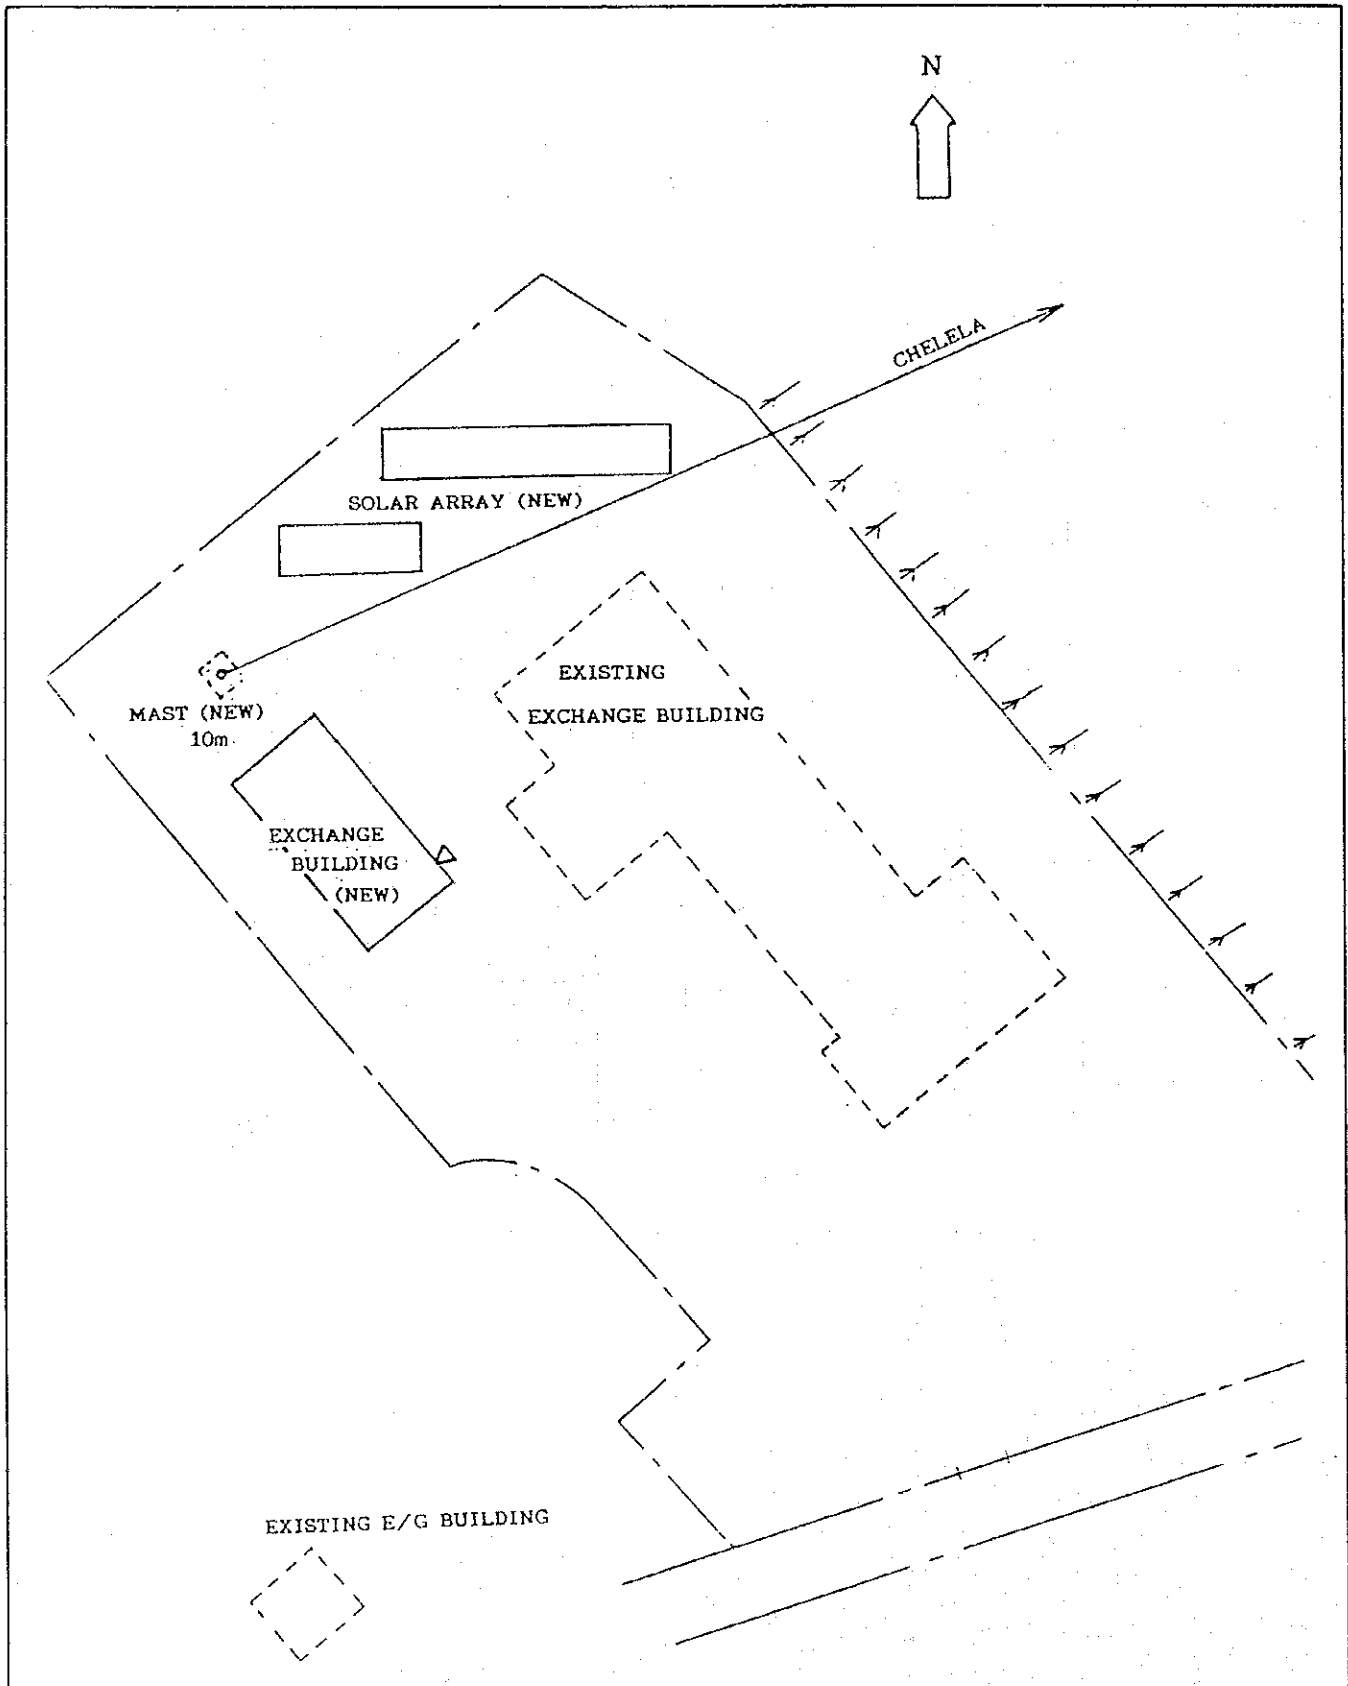 N
CHELELA
SOLAR ARRAY (NEW)
EXISTING
EXCHANGE BUILDING
MAST (NEW)
10m
EXCHANGE
BUILDING
(NEW)
EXISTING E/G BUILDING